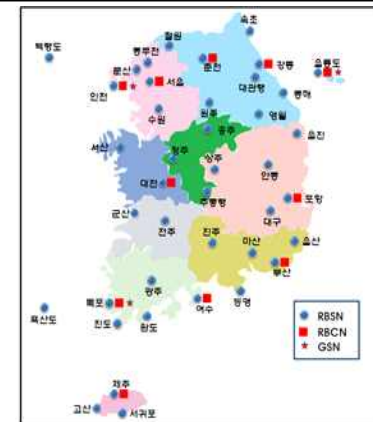 속초
철원
백령도
동두천
문산
서울
춘천
강릉
울릉도
대관령
동해
인천
수원
원주
영월
충주
울진
서산
청주
상주
안동
대전
추풍령
포항
군산
전주
대구
진주
마산
울산
부산
광주
목포
여수
통영
진도
완도
흑산도
제주
고산
서귀포
RBSN
RBCN
GSN